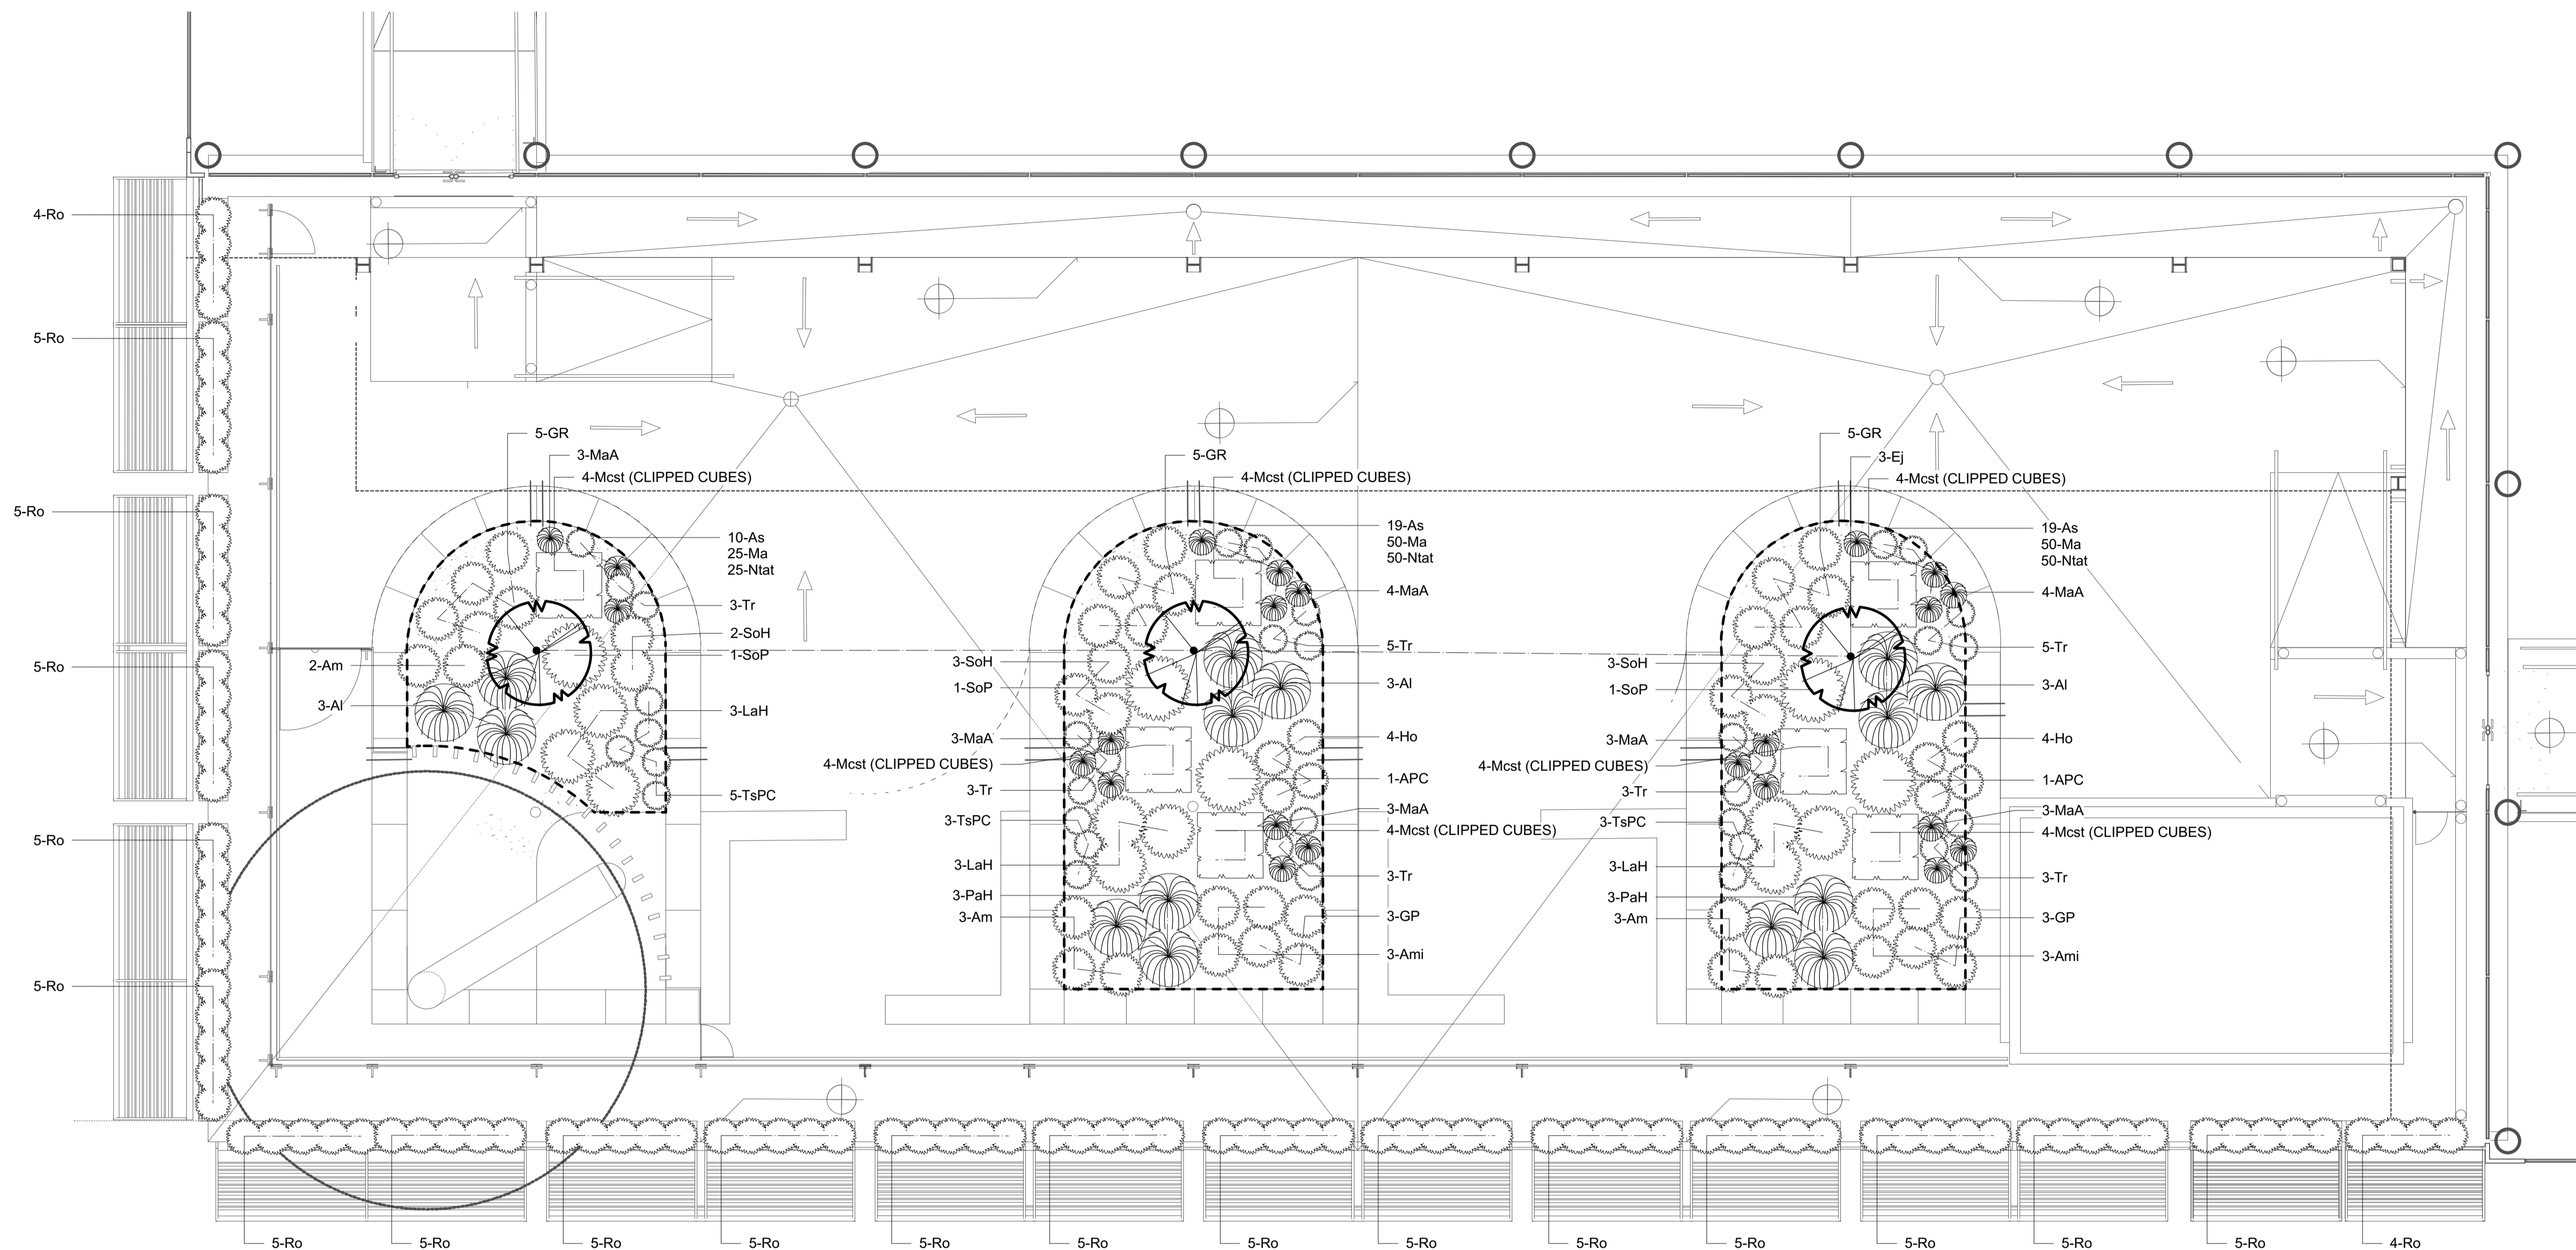 4-Ro
5-Ro
5-Ro
5-Ro
5-Ro
5-Ro
5-GR
3-MaA
4-Mcst (CLIPPED CUBES)
10-As
25-Ma
25-Ntat
3-Tr
2-SoH
1-SoP
2-Am
3-Al
3-LaH
5-TsPC
5-GR
4-Mcst (CLIPPED CUBES)
19-As
50-Ma
50-Ntat
4-MaA
5-Tr
3-SoH
1-SoP
3-Al
3-MaA
4-Ho
4-Mcst (CLIPPED CUBES)
1-APC
3-Tr
3-MaA
3-TsPC
4-Mcst (CLIPPED CUBES)
3-LaH
3-Tr
3-PaH
3-Am
3-GP
3-Ami
5-GR
3-Ej
4-Mcst (CLIPPED CUBES)
19-As
50-Ma
50-Ntat
4-MaA
5-Tr
3-SoH
1-SoP
3-Al
3-MaA
4-Ho
4-Mcst (CLIPPED CUBES)
1-APC
3-Tr
3-MaA
3-TsPC
4-Mcst (CLIPPED CUBES)
3-LaH
3-Tr
3-PaH
3-Am
3-GP
3-Ami
5-Ro
5-Ro
5-Ro
5-Ro
5-Ro
5-Ro
5-Ro
5-Ro
5-Ro
5-Ro
5-Ro
5-Ro
5-Ro
4-Ro